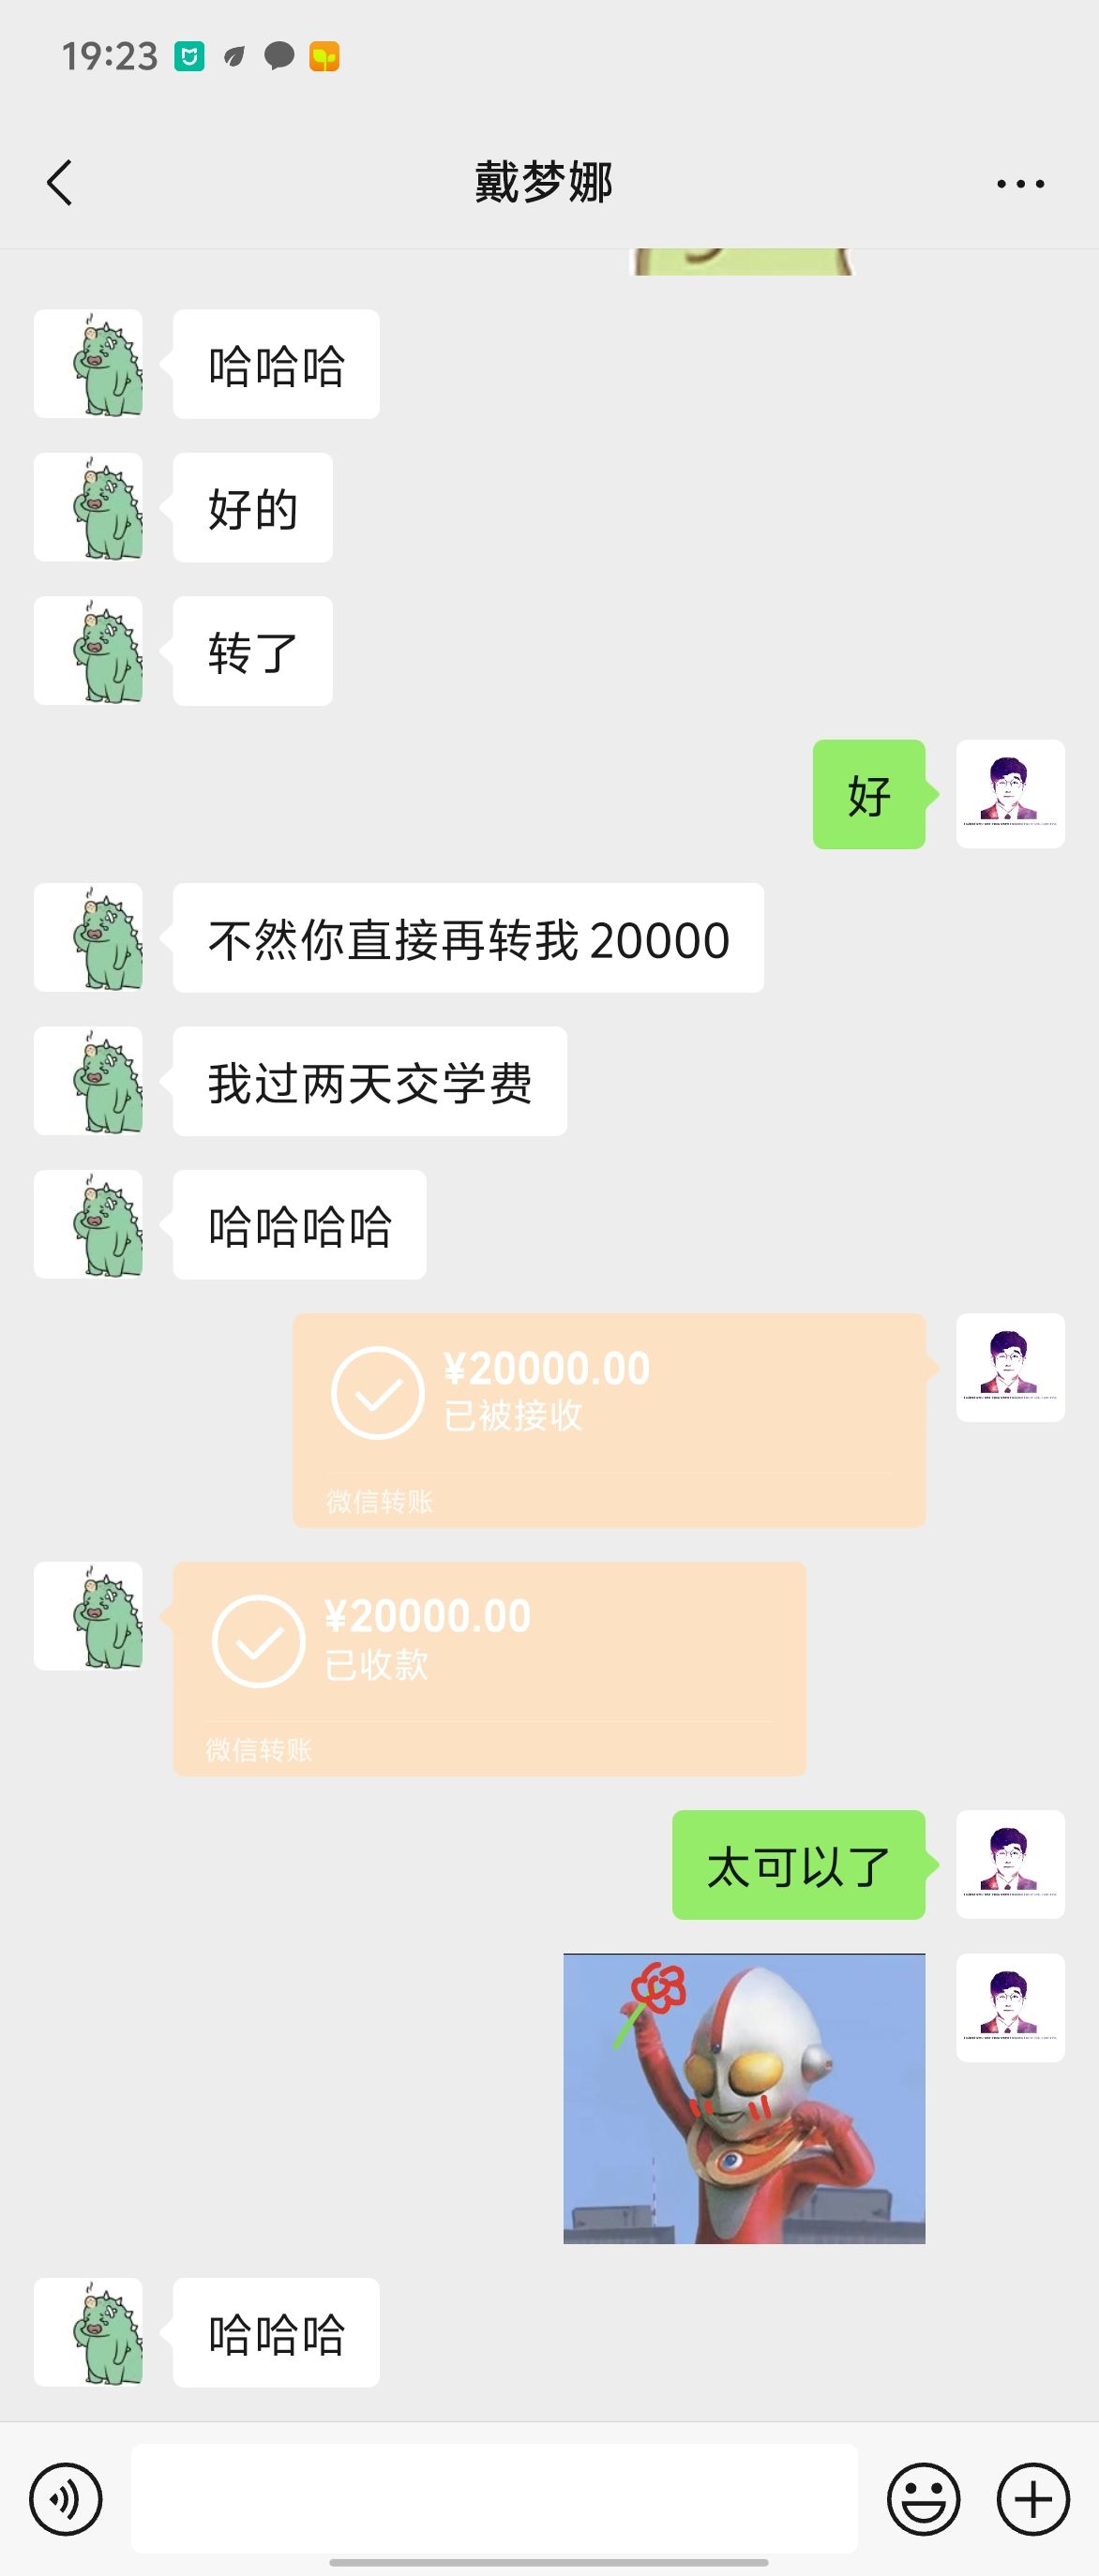 19:23
戴梦娜
哈哈哈
好的
转了
好
不然你直接再转我 20000
我过两天交学费
哈哈哈哈
¥20000.00
已被接收
微信转账
¥20000.00
已收款
微信转账
太可以了
哈哈哈